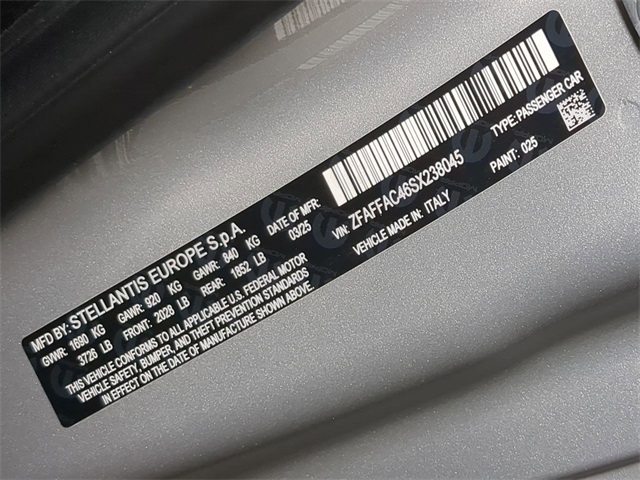 MFD BY: STELLANTIS EUROPE S.p.A.
GVWR: 1690 KG GAWR: 920 KG GAWR: 840 KG DATE OF MFR:
3726 LB FRONT: 2028 LB REAR: 1852 LB 03/25
THIS VEHICLE CONFORMS TO ALL APPLICABLE U.S. FEDERAL MOTOR
VEHICLE SAFETY, BUMPER, AND THEFT PREVENTION STANDARDS
IN EFFECT ON THE DATE OF MANUFACTURE SHOWN ABOVE.
VIN: ZFAFFAC46SX238045 TYPE: PASSENGER CAR
VEHICLE MADE IN: ITALY PAINT: 025